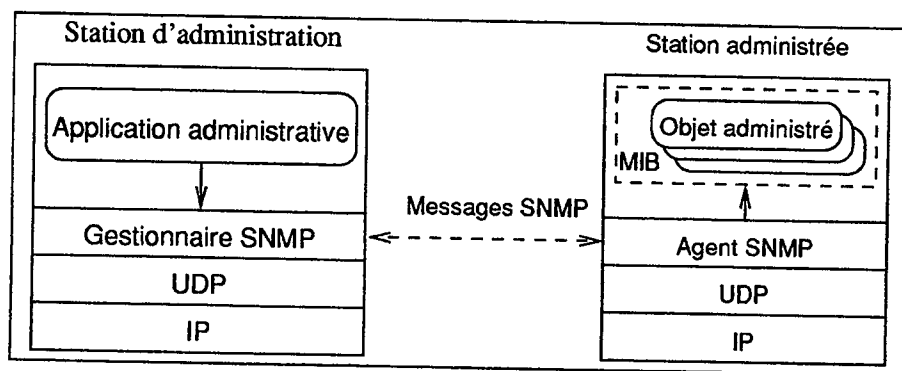 Station d'administration
Station administrée
Application administrative
Objet administré
MIB
Messages SNMP
Gestionnaire SNMP
Agent SNMP
UDP
UDP
IP
IP